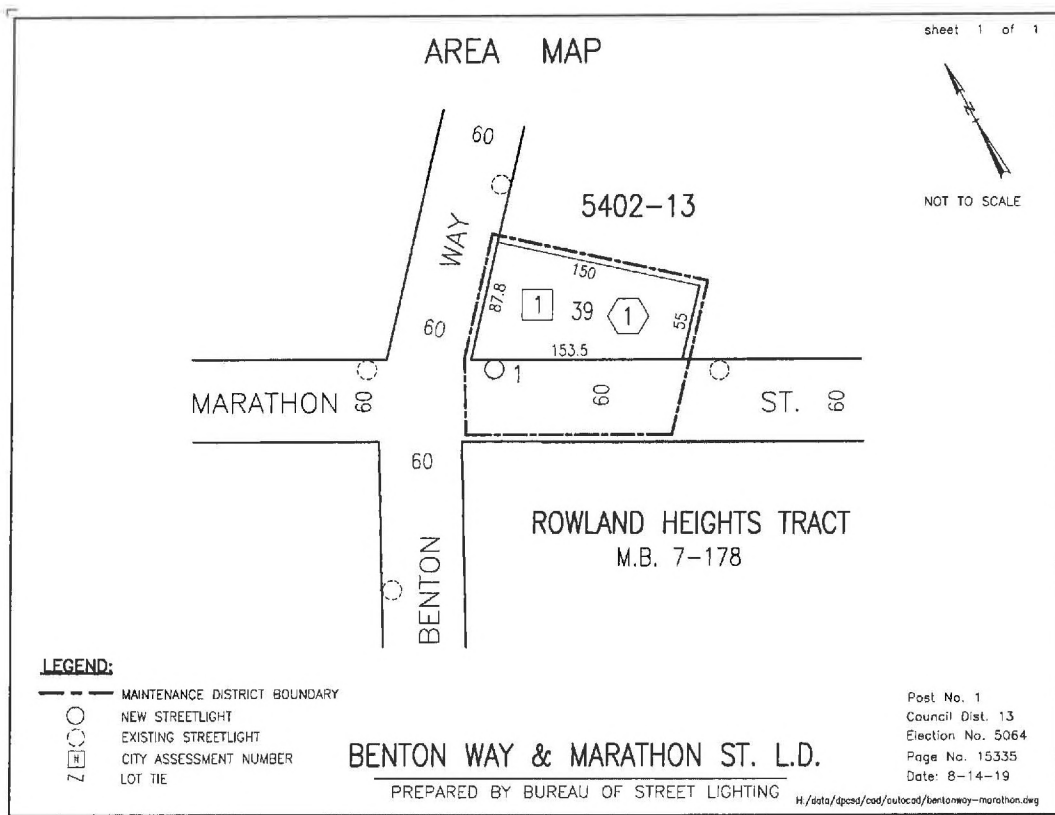 sheet 1 of 1
AREA MAP
N
NOT TO SCALE
60
5402-13
WAY
150
87.8
1 39 1
55
60
153.5
1
MARATHON 60
60
ST. 60
60
ROWLAND HEIGHTS TRACT
M.B. 7-178
BENTON
LEGEND:
MAINTENANCE DISTRICT BOUNDARY
NEW STREETLIGHT
EXISTING STREETLIGHT
CITY ASSESSMENT NUMBER
LOT TIE
BENTON WAY & MARATHON ST. L.D.
PREPARED BY BUREAU OF STREET LIGHTING
Post No. 1
Council Dist. 13
Election No. 5064
Page No. 15335
Date: 8-14-19
H:/data/dpcsd/cad/autocad/bentonway-marathon.dwg